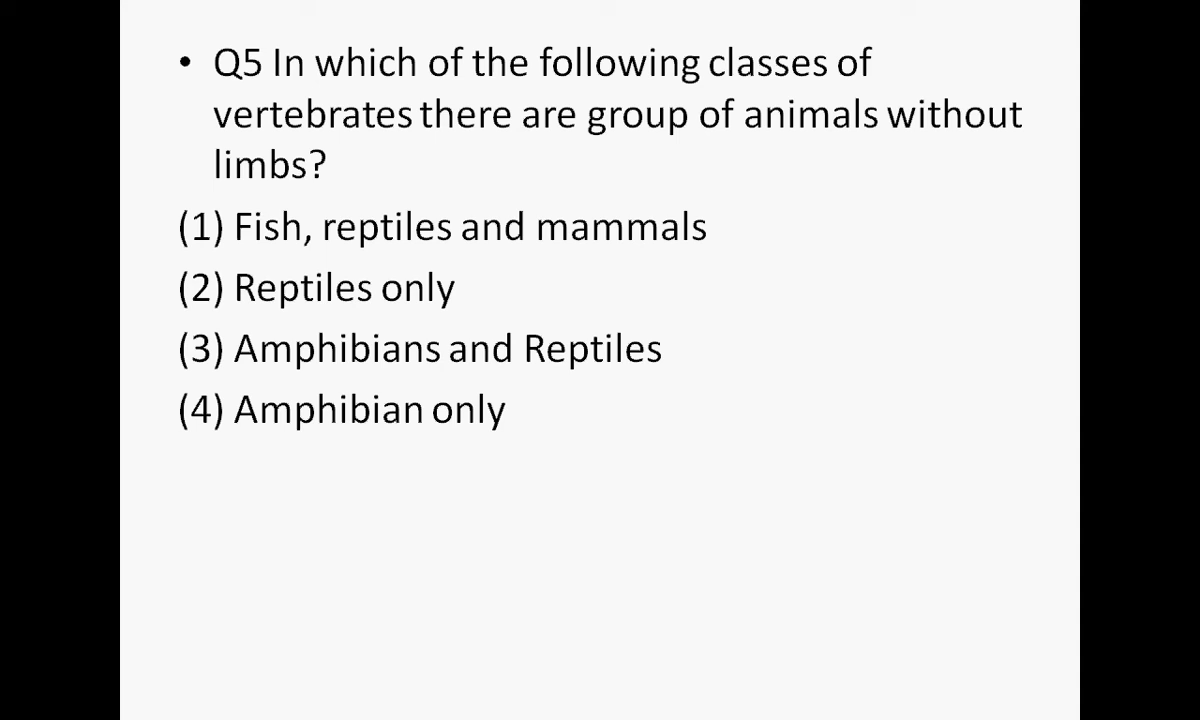 • Q5 In which of the following classes of
vertebrates there are group of animals without
limbs?
(1) Fish, reptiles and mammals
(2) Reptiles only
(3) Amphibians and Reptiles
(4) Amphibian only